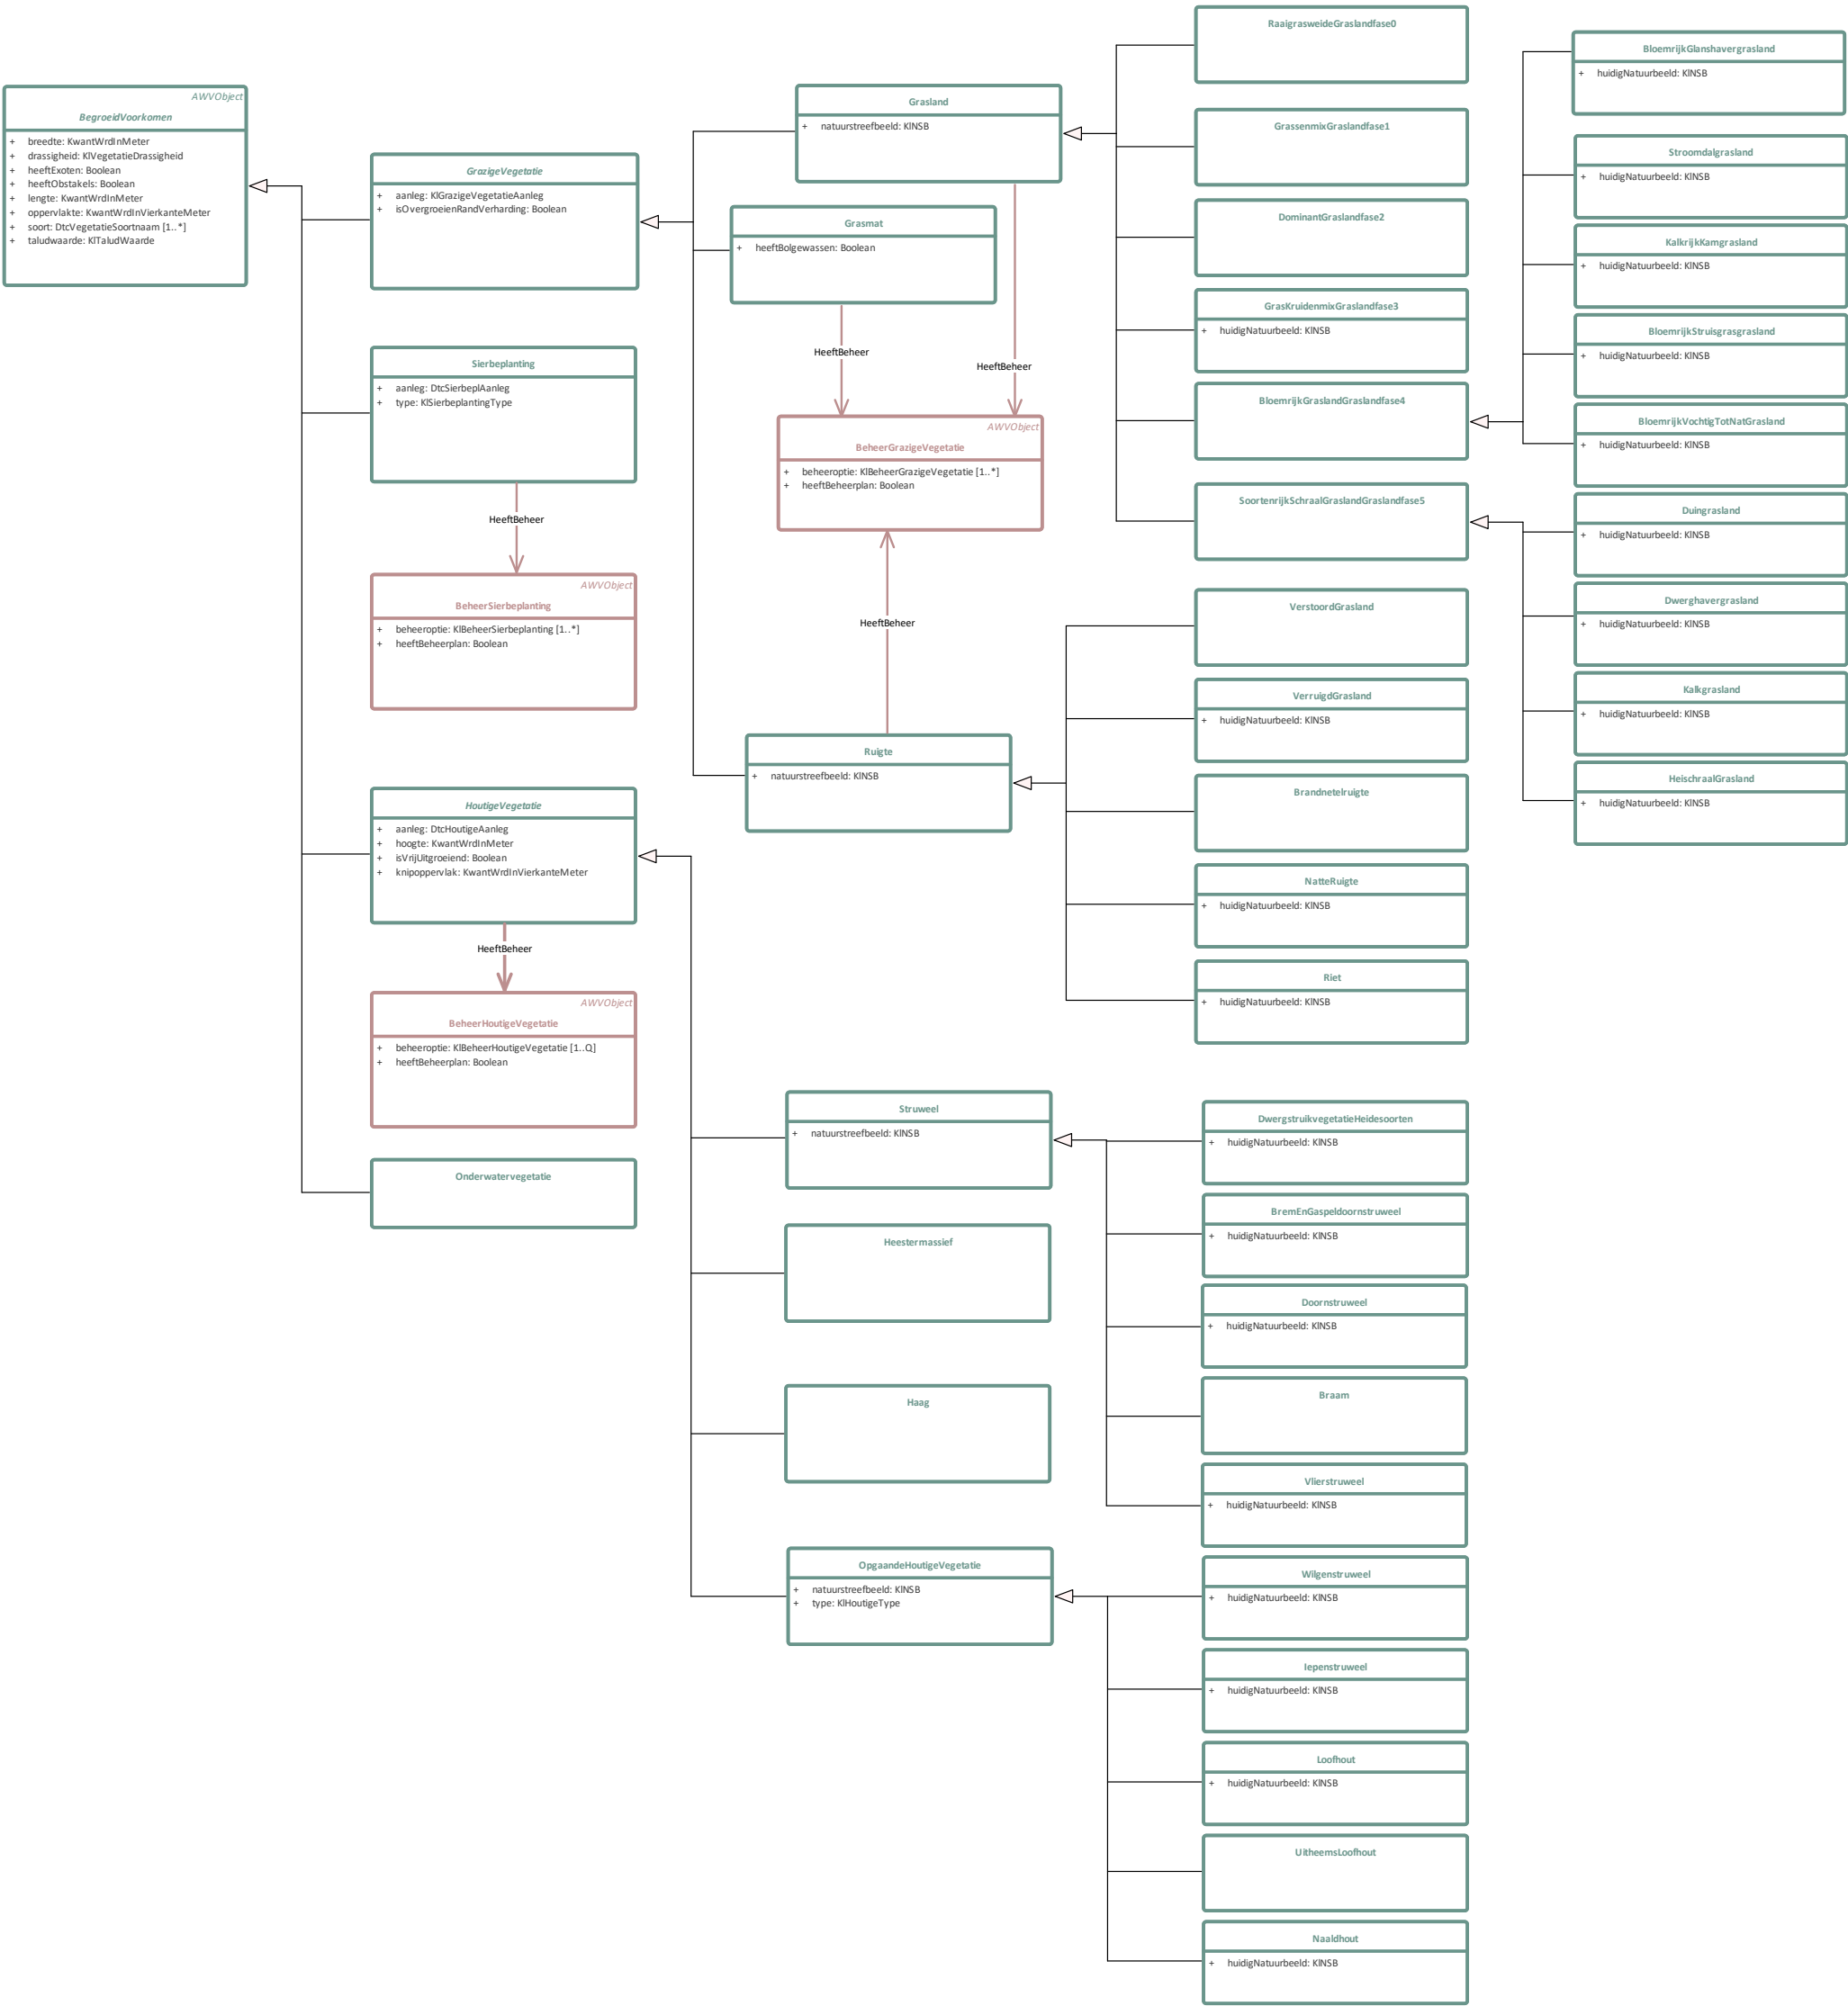 AWVObject
BegroeidVoorkomen
+ breedte: KwantWrdInMeter
+ drassigheid: KlVegetatieDrassigheid
+ heeftExoten: Boolean
+ heeftObstakels: Boolean
+ lengte: KwantWrdInMeter
+ oppervlakte: KwantWrdInVierkanteMeter
+ soort: DtcVegetatieSoortnaam [1..*]
+ taludwaarde: KlTaludWaarde
GrazigeVegetatie
+ aanleg: KlGrazigeVegetatieAanleg
+ isOvergroeienRandVerharding: Boolean
Sierbeplanting
+ aanleg: DtcSierbeplAanleg
+ type: KlSierbeplantingType
HeeftBeheer
AWVObject
BeheerSierbeplanting
+ beheeroptie: KlBeheerSierbeplanting [1..*]
+ heeftBeheerplan: Boolean
HoutigeVegetatie
+ aanleg: DtcHoutigeAanleg
+ hoogte: KwantWrdInMeter
+ isVrijUitgroeiend: Boolean
+ knipoppervlak: KwantWrdInVierkanteMeter
HeeftBeheer
AWVObject
BeheerHoutigeVegetatie
+ beheeroptie: KlBeheerHoutigeVegetatie [1..Q]
+ heeftBeheerplan: Boolean
Onderwatervegetatie
Grasland
+ natuurstreefbeeld: KlNSB
Grasmat
+ heeftBolgewassen: Boolean
HeeftBeheer
HeeftBeheer
AWVObject
BeheerGrazigeVegetatie
+ beheeroptie: KlBeheerGrazigeVegetatie [1..*]
+ heeftBeheerplan: Boolean
HeeftBeheer
Ruigte
+ natuurstreefbeeld: KlNSB
Struweel
+ natuurstreefbeeld: KlNSB
Heestermassief
Haag
OpgaandeHoutigeVegetatie
+ natuurstreefbeeld: KlNSB
+ type: KlHoutigeType
RaaigrasweideGraslandfase0
GrassenmixGraslandfase1
DominantGraslandfase2
GrasKruidenmixGraslandfase3
+ huidigNatuurbeeld: KlNSB
BloemrijkGraslandGraslandfase4
SoortenrijkSchraalGraslandGraslandfase5
VerstoordGrasland
VerruigdGrasland
+ huidigNatuurbeeld: KlNSB
Brandnetelruigte
NatteRuigte
+ huidigNatuurbeeld: KlNSB
Riet
+ huidigNatuurbeeld: KlNSB
DwergstruikvegetatieHeidesoorten
+ huidigNatuurbeeld: KlNSB
BremEnGaspeldoornstruweel
+ huidigNatuurbeeld: KlNSB
Doornstruweel
+ huidigNatuurbeeld: KlNSB
Braam
Vlierstruweel
+ huidigNatuurbeeld: KlNSB
Wilgenstruweel
+ huidigNatuurbeeld: KlNSB
Iepenstruweel
+ huidigNatuurbeeld: KlNSB
Loofhout
+ huidigNatuurbeeld: KlNSB
UitheemsLoofhout
Naaldhout
+ huidigNatuurbeeld: KlNSB
BloemrijkGlanshavergrasland
+ huidigNatuurbeeld: KlNSB
Stroomdalgrasland
+ huidigNatuurbeeld: KlNSB
KalkrijkKamgrasland
+ huidigNatuurbeeld: KlNSB
BloemrijkStruisgrasgrasland
+ huidigNatuurbeeld: KlNSB
BloemrijkVochtigTotNatGrasland
+ huidigNatuurbeeld: KlNSB
Duingrasland
+ huidigNatuurbeeld: KlNSB
Dwerghavergrasland
+ huidigNatuurbeeld: KlNSB
Kalkgrasland
+ huidigNatuurbeeld: KlNSB
HeischraalGrasland
+ huidigNatuurbeeld: KlNSB